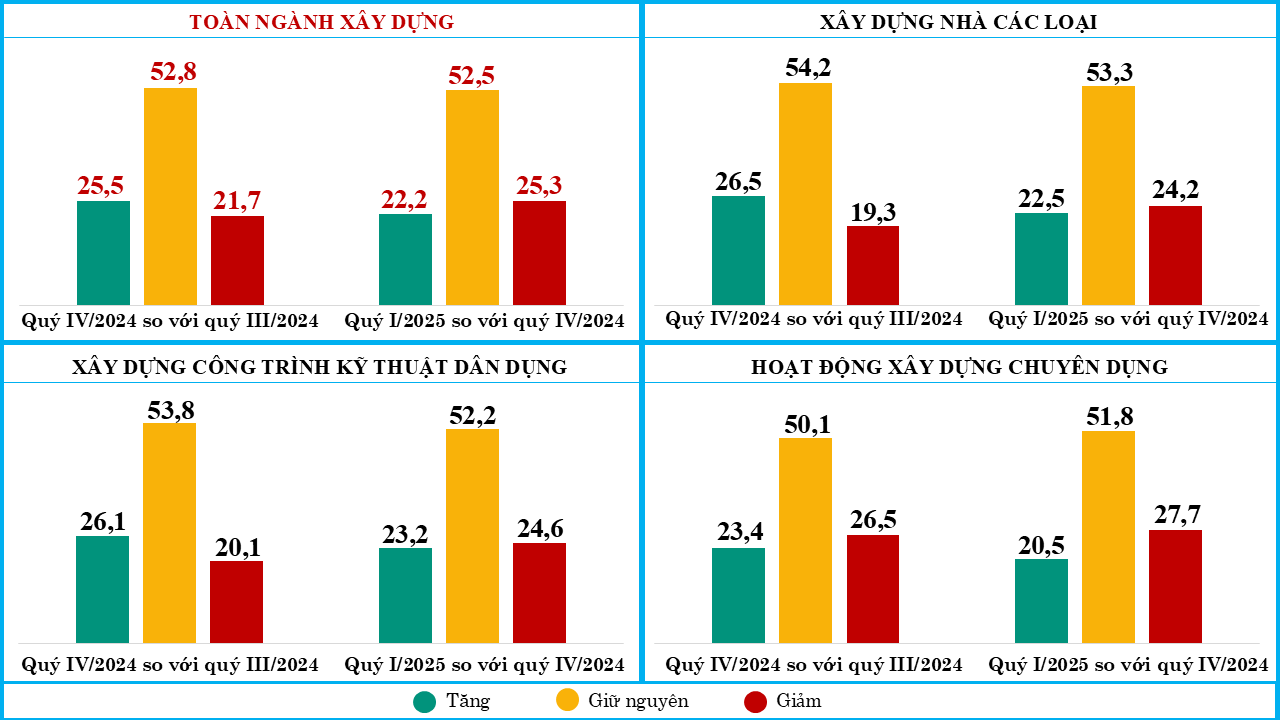 TOÀN NGÀNH XÂY DỰNG
52,8
52,5
25,5
21,7
22,2
25,3
Quý IV/2024 so với quý III/2024
Quý I/2025 so với quý IV/2024
XÂY DỰNG NHÀ CÁC LOẠI
54,2
53,3
26,5
19,3
22,5
24,2
Quý IV/2024 so với quý III/2024
Quý I/2025 so với quý IV/2024
XÂY DỰNG CÔNG TRÌNH KỸ THUẬT DÂN DỤNG
53,8
52,2
26,1
20,1
23,2
24,6
Quý IV/2024 so với quý III/2024
Quý I/2025 so với quý IV/2024
HOẠT ĐỘNG XÂY DỰNG CHUYÊN DỤNG
50,1
51,8
23,4
26,5
20,5
27,7
Quý IV/2024 so với quý III/2024
Quý I/2025 so với quý IV/2024
Tăng
Giữ nguyên
Giảm